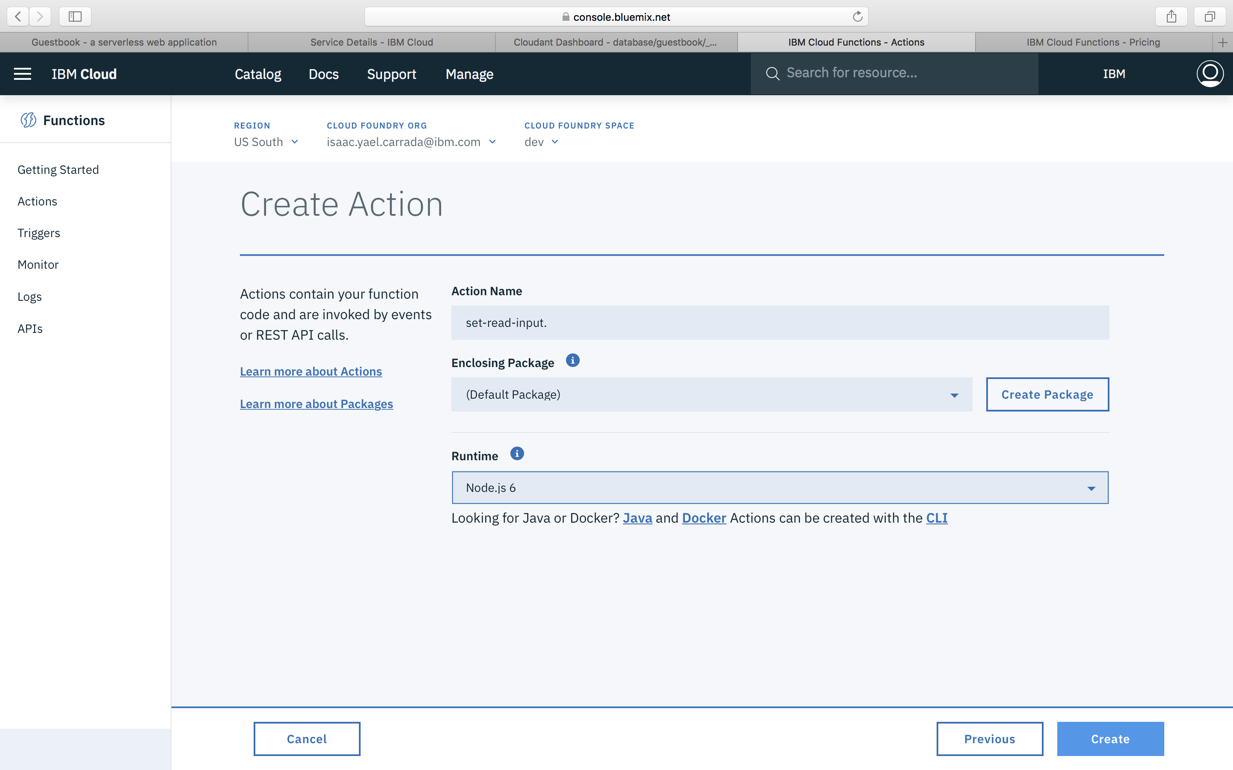 console.bluemix.net
Guestbook - a serverless web application
Service Details - IBM Cloud
Cloudant Dashboard - database/guestbook/_...
IBM Cloud Functions - Actions
IBM Cloud Functions - Pricing
IBM Cloud
Catalog
Docs
Support
Manage
Search for resource...
IBM
Functions
Getting Started
Actions
Triggers
Monitor
Logs
APIs
REGION
US South
CLOUD FOUNDRY ORG
isaac.yael.carrada@ibm.com
CLOUD FOUNDRY SPACE
dev
Create Action
Actions contain your function
code and are invoked by events
or REST API calls.
Learn more about Actions
Learn more about Packages
Action Name
set-read-input.
Enclosing Package
(Default Package)
Create Package
Runtime
Node.js 6
Looking for Java or Docker? Java and Docker Actions can be created with the CLI
Cancel
Previous
Create